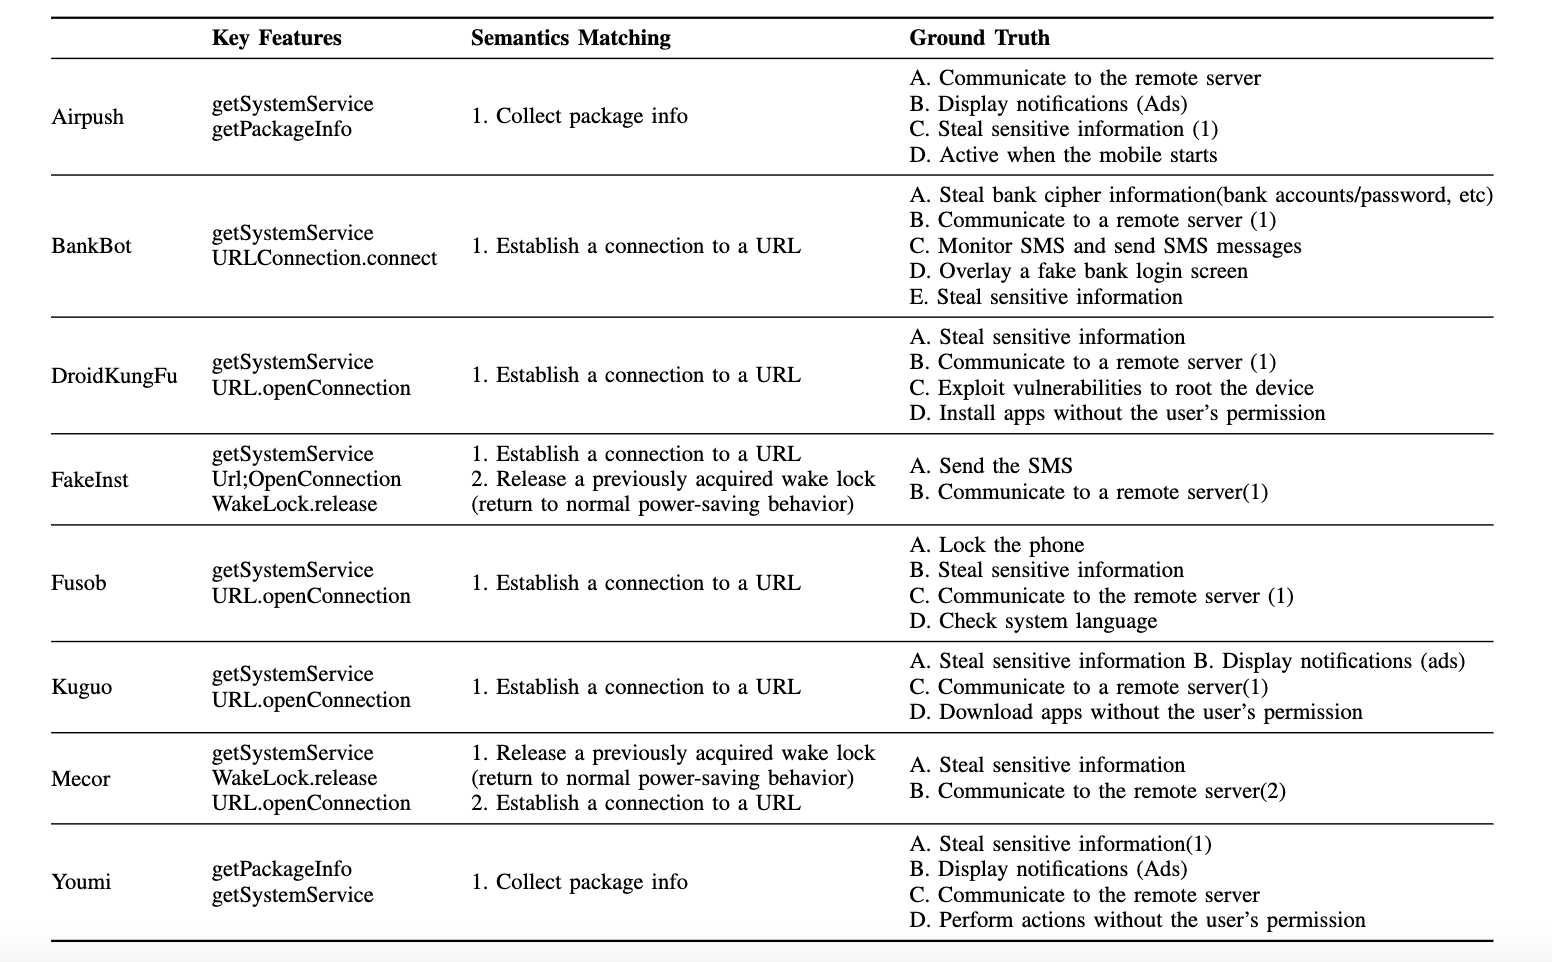 Key Features Semantics Matching Ground Truth
Airpush
getSystemService
getPackageInfo
1. Collect package info
A. Communicate to the remote server
B. Display notifications (Ads)
C. Steal sensitive information (1)
D. Active when the mobile starts
BankBot
getSystemService
URLConnection.connect
1. Establish a connection to a URL
A. Steal bank cipher information(bank accounts/password, etc)
B. Communicate to a remote server (1)
C. Monitor SMS and send SMS messages
D. Overlay a fake bank login screen
E. Steal sensitive information
DroidKungFu
getSystemService
URL.openConnection
1. Establish a connection to a URL
A. Steal sensitive information
B. Communicate to a remote server (1)
C. Exploit vulnerabilities to root the device
D. Install apps without the user’s permission
FakeInst
getSystemService
Url;OpenConnection
WakeLock.release
1. Establish a connection to a URL
2. Release a previously acquired wake lock
(return to normal power-saving behavior)
A. Send the SMS
B. Communicate to a remote server(1)
Fusob
getSystemService
URL.openConnection
1. Establish a connection to a URL
A. Lock the phone
B. Steal sensitive information
C. Communicate to the remote server (1)
D. Check system language
Kuguo
getSystemService
URL.openConnection
1. Establish a connection to a URL
A. Steal sensitive information B. Display notifications (ads)
C. Communicate to a remote server(1)
D. Download apps without the user’s permission
Mecor
getSystemService
WakeLock.release
URL.openConnection
1. Release a previously acquired wake lock
(return to normal power-saving behavior)
2. Establish a connection to a URL
A. Steal sensitive information
B. Communicate to the remote server(2)
Youmi
getPackageInfo
getSystemService
1. Collect package info
A. Steal sensitive information(1)
B. Display notifications (Ads)
C. Communicate to the remote server
D. Perform actions without the user’s permission